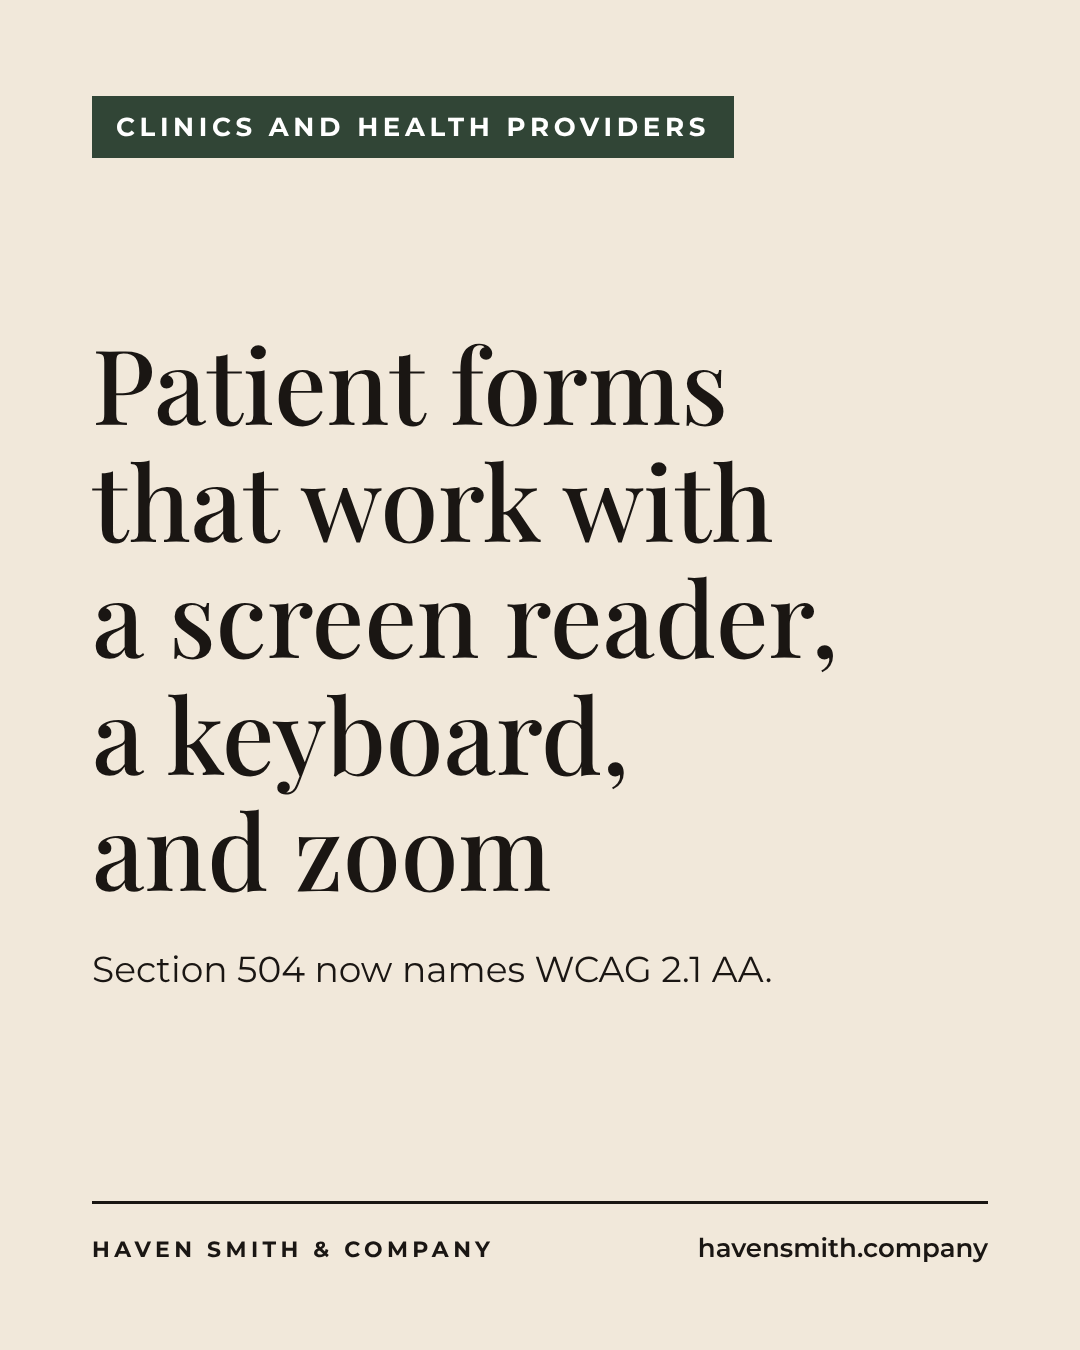 CLINICS AND HEALTH PROVIDERS
Patient forms
that work with
a screen reader,
a keyboard,
and zoom
Section 504 now names WCAG 2.1 AA.
HAVEN SMITH & COMPANY
havensmith.company